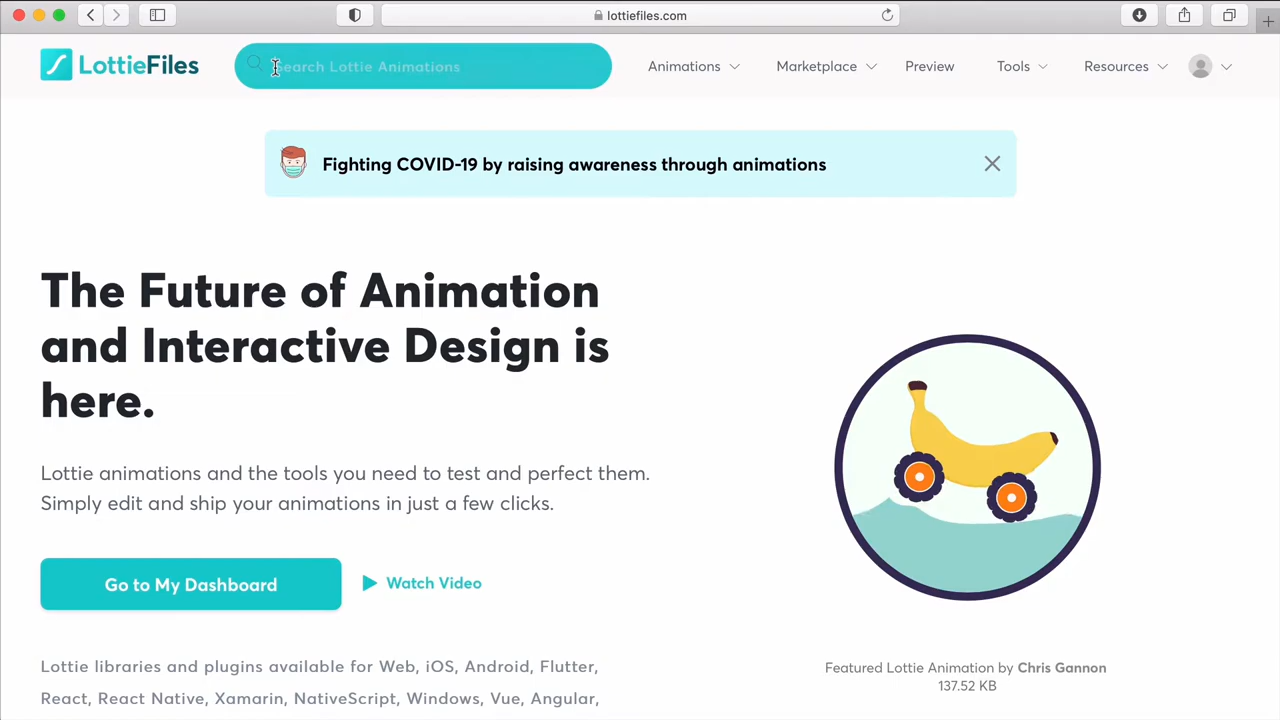 lottiefiles.com
LottieFiles
Search Lottie Animations
Animations
Marketplace
Preview
Tools
Resources
Fighting COVID-19 by raising awareness through animations
The Future of Animation
and Interactive Design is
here.
Lottie animations and the tools you need to test and perfect them.
Simply edit and ship your animations in just a few clicks.
Go to My Dashboard
Watch Video
Lottie libraries and plugins available for Web, iOS, Android, Flutter,
React, React Native, Xamarin, NativeScript, Windows, Vue, Angular,
Featured Lottie Animation by Chris Gannon
137.52 KB